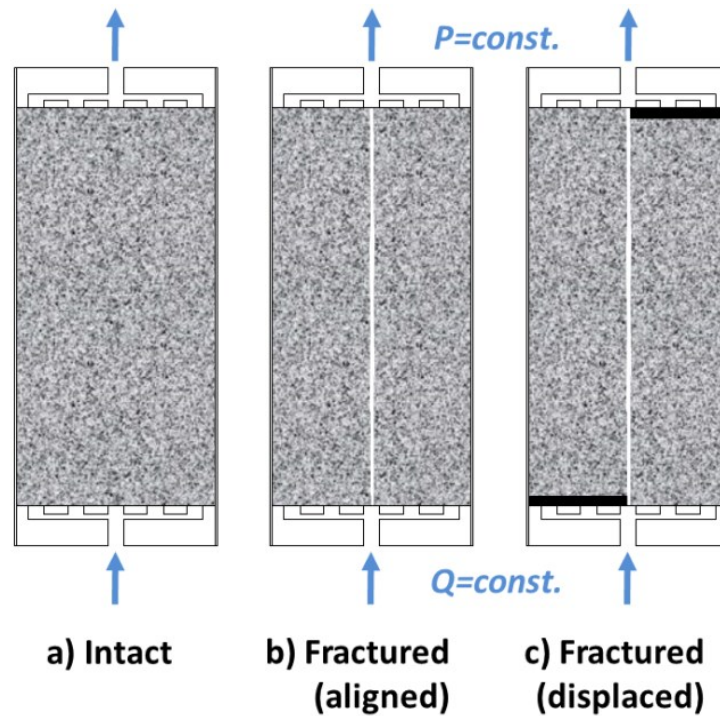 P=const.
Q=const.
a) Intact
b) Fractured
(aligned)
c) Fractured
(displaced)